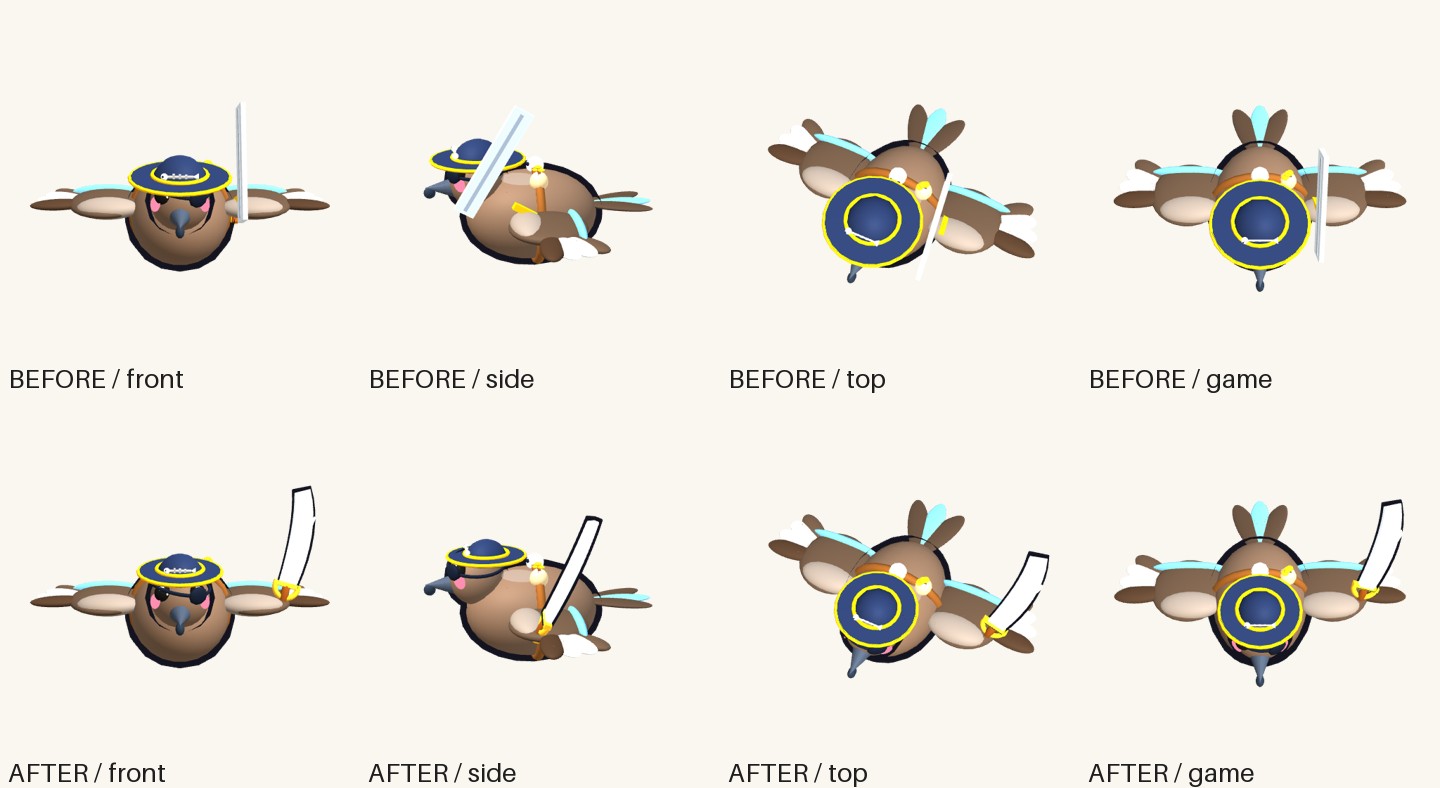 BEFORE / front
BEFORE / side
BEFORE / top
BEFORE / game
AFTER / front
AFTER / side
AFTER / top
AFTER / game